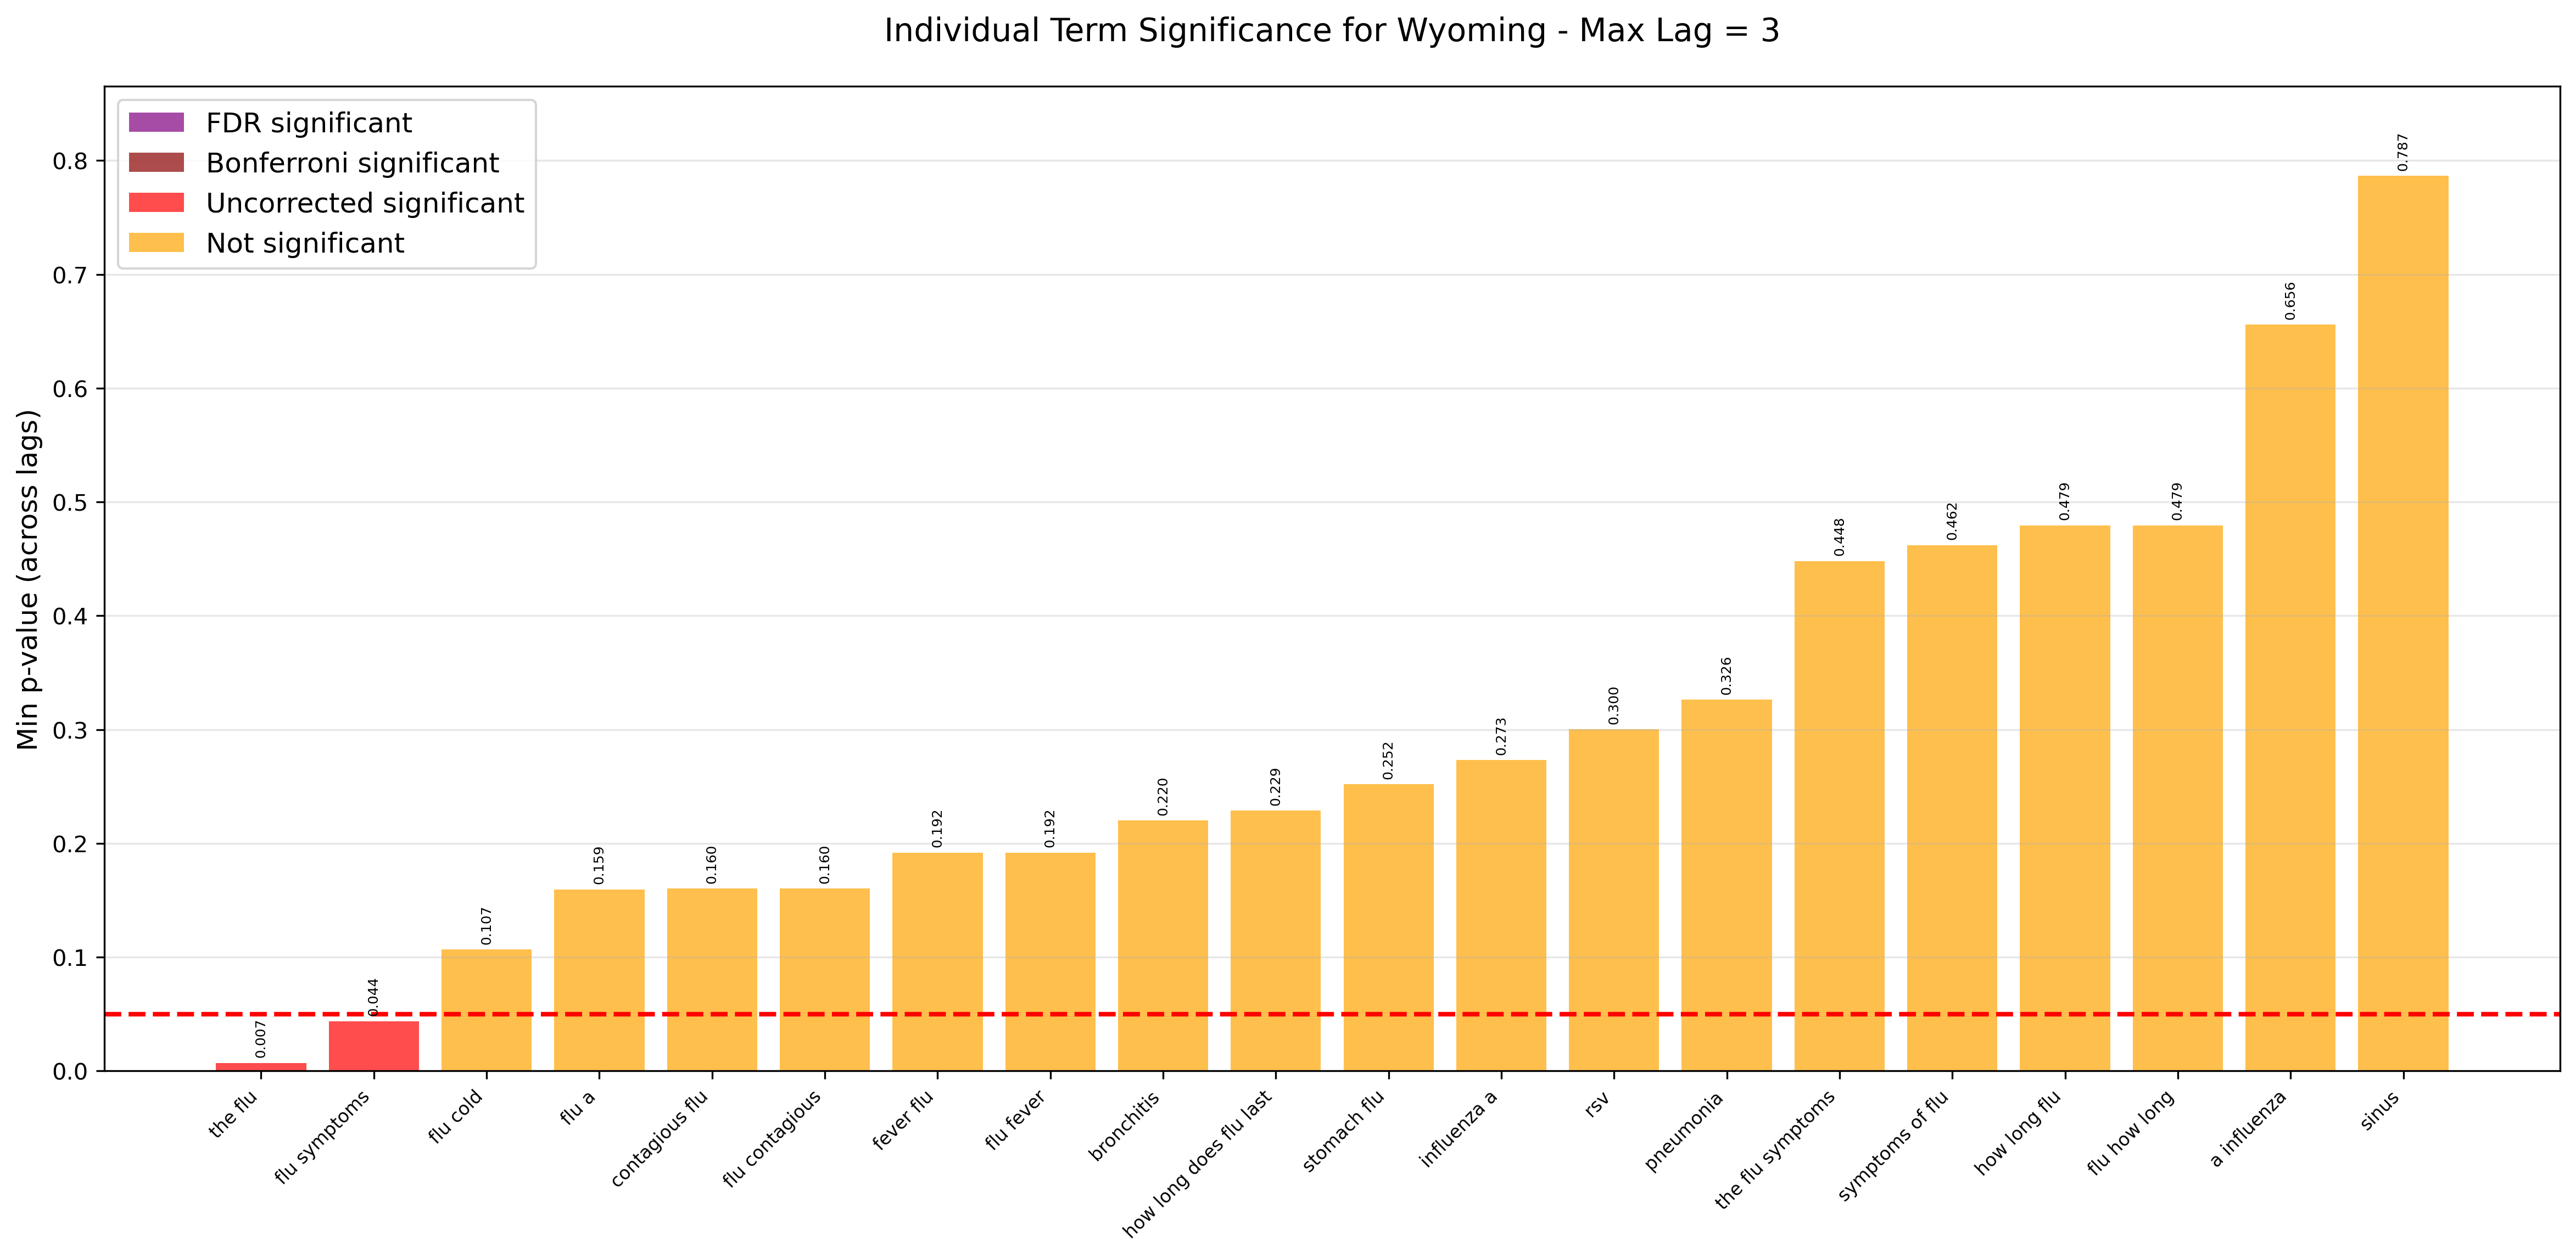 Individual Term Significance for Wyoming - Max Lag = 3
FDR significant
Bonferroni significant
Uncorrected significant
Not significant
Min p-value (across lags)
0.8
0.7
0.6
0.5
0.4
0.3
0.2
0.1
0.0
0.007
0.044
0.107
0.159
0.160
0.160
0.192
0.192
0.220
0.229
0.252
0.273
0.300
0.326
0.448
0.462
0.479
0.479
0.656
0.787
the flu
flu symptoms
flu cold
flu a
contagious flu
flu contagious
fever flu
flu fever
bronchitis
how long does flu last
stomach flu
influenza a
rsv
pneumonia
the flu symptoms
symptoms of flu
how long flu
flu how long
a influenza
sinus